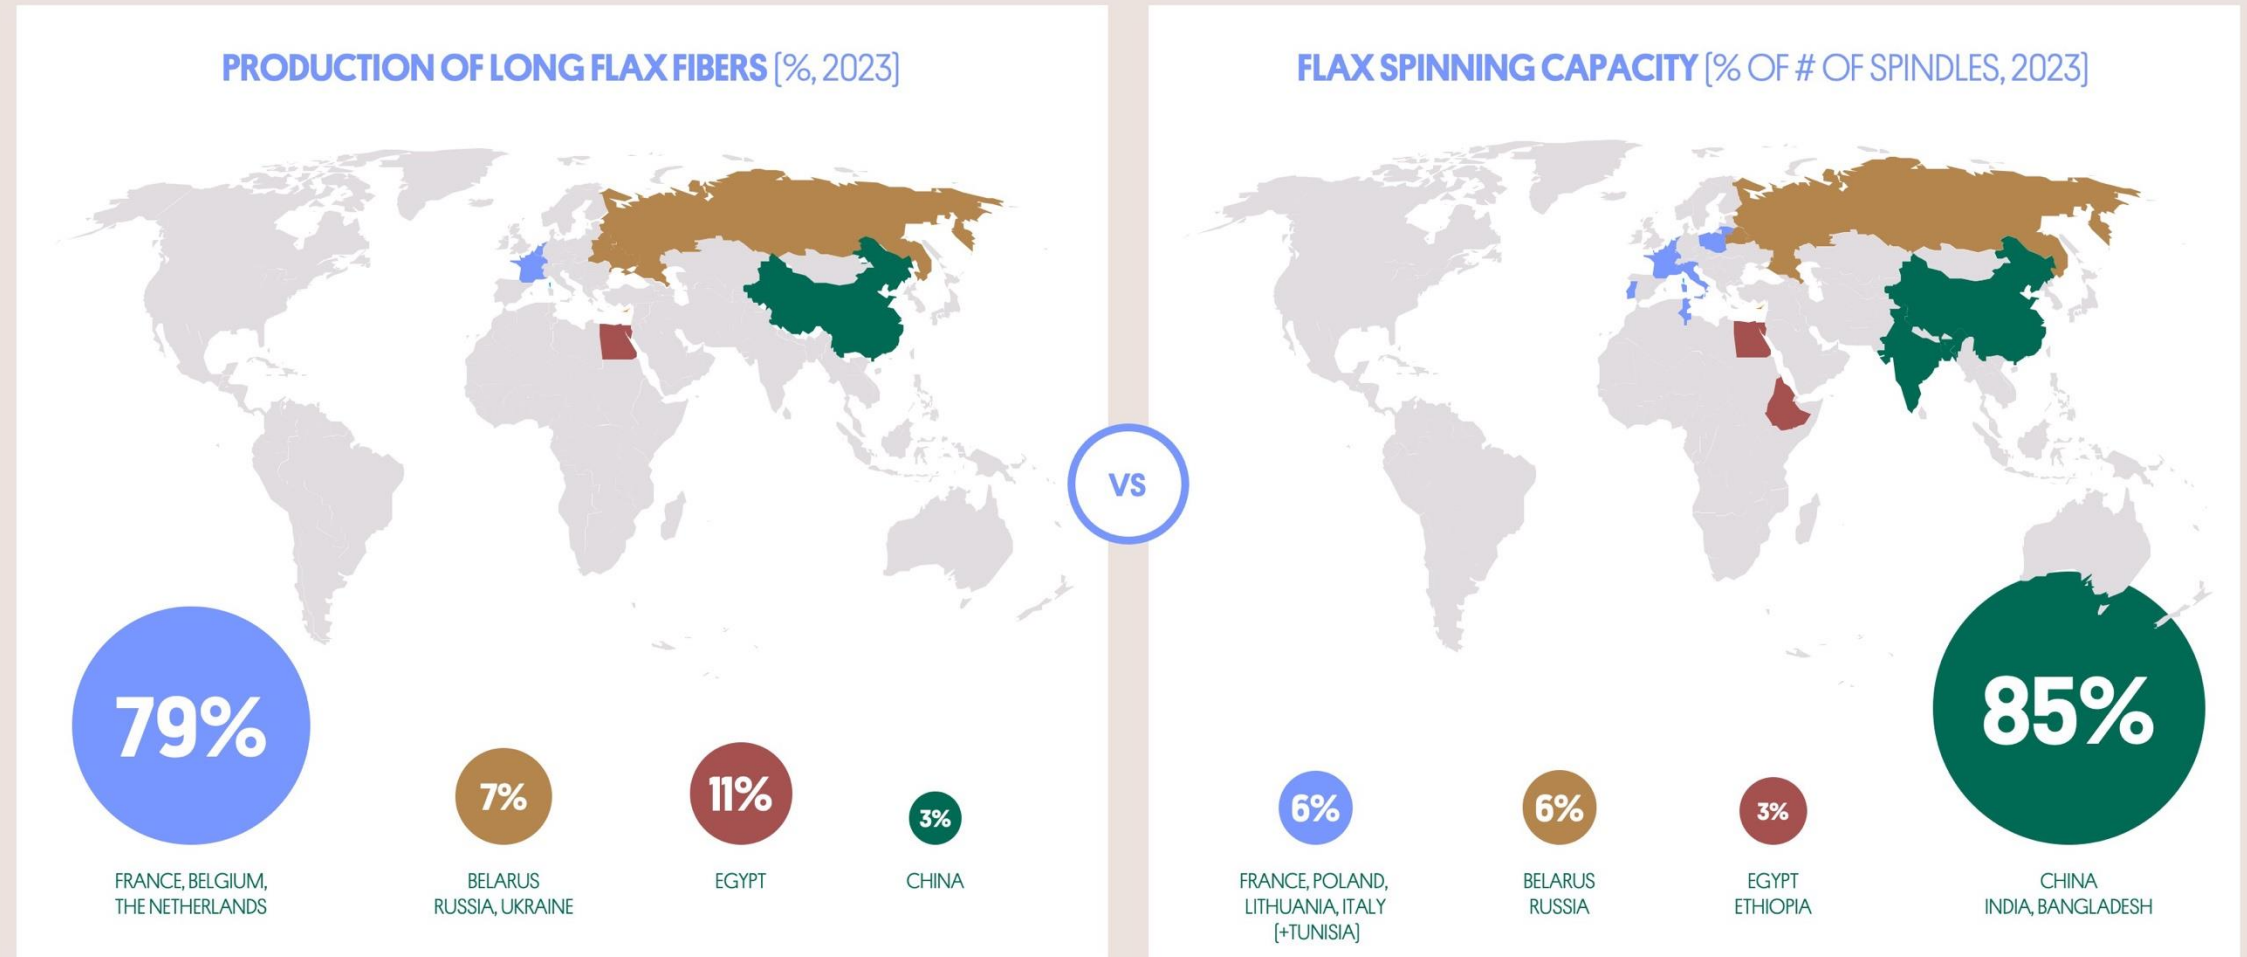 PRODUCTION OF LONG FLAX FIBERS [%, 2023]
79%
FRANCE, BELGIUM,
THE NETHERLANDS
7%
BELARUS
RUSSIA, UKRAINE
11%
EGYPT
3%
CHINA
VS
FLAX SPINNING CAPACITY [% OF # OF SPINDLES, 2023]
6%
FRANCE, POLAND,
LITHUANIA, ITALY
[+TUNISIA]
6%
BELARUS
RUSSIA
3%
EGYPT
ETHIOPIA
85%
CHINA
INDIA, BANGLADESH